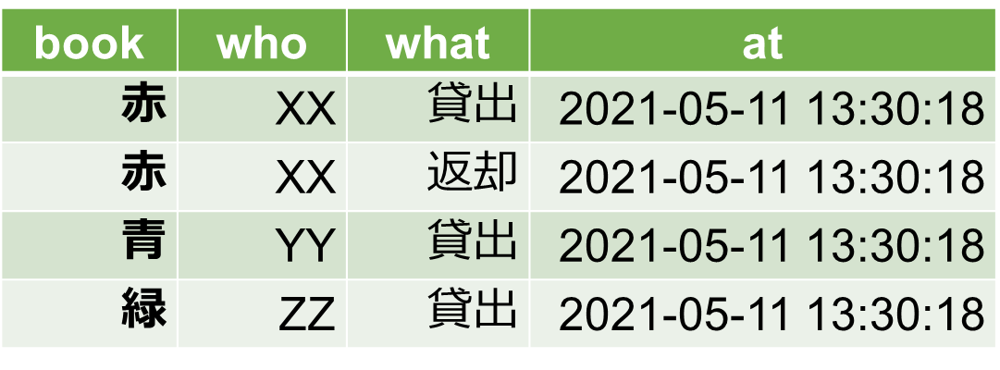 book who what at
赤 XX 貸出 2021-05-11 13:30:18
赤 XX 返却 2021-05-11 13:30:18
青 YY 貸出 2021-05-11 13:30:18
緑 ZZ 貸出 2021-05-11 13:30:18